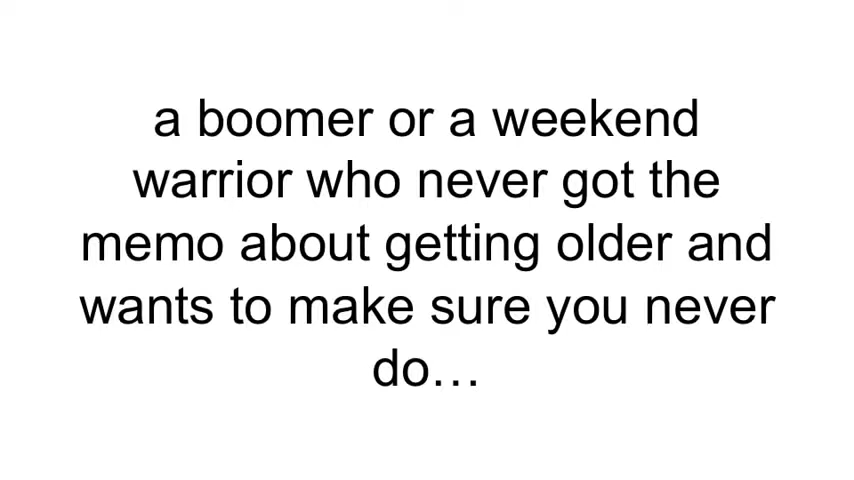 a boomer or a weekend
warrior who never got the
memo about getting older and
wants to make sure you never
do…